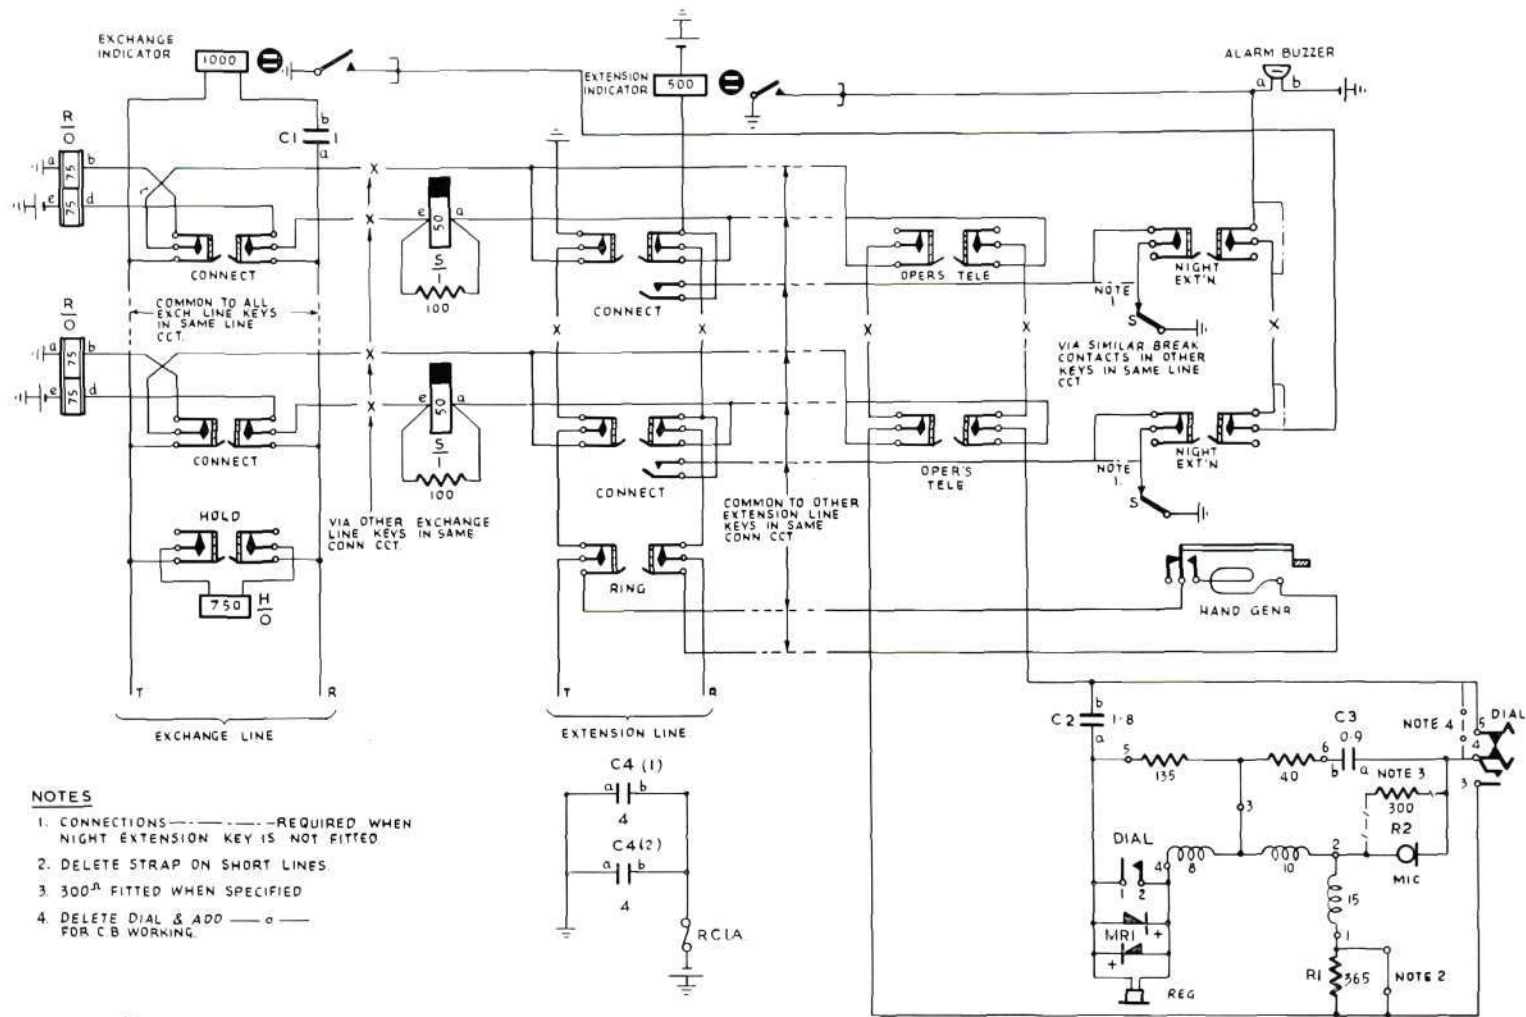 EXCHANGE
INDICATOR
1000
EXTENSION
INDICATOR
500
ALARM BUZZER
a
b
R
O
a
75
b
e
75
d
C1
b
1
a
X
X
e
50
a
S
1
100
CONNECT
CONNECT
OPERS TELE
NIGHT
EXT'N
NOTE
1
S
COMMON TO ALL
EXCH LINE KEYS
IN SAME LINE
CCT.
X
X
X
X
X
VIA SIMILAR BREAK
CONTACTS IN OTHER
KEYS IN SAME LINE
CCT
R
O
a
75
b
e
75
d
X
X
e
50
a
S
1
100
CONNECT
CONNECT
OPER'S
TELE
NIGHT
EXT'N
NOTE
1.
S
HOLD
750
H
O
VIA OTHER EXCHANGE
LINE KEYS IN SAME
CONN CCT.
COMMON TO OTHER
EXTENSION LINE
KEYS IN SAME
CONN CCT
RING
HAND GENR
T
R
EXCHANGE LINE
T
R
EXTENSION LINE
C2
b
1·8
a
5
135
40
6
b
C3
0·9
a
NOTE 4
5
4
3
DIAL
NOTE 3
300
R2
MIC
3
DIAL
4
8
10
2
1
2
15
1
MR1
+
+
REG
R1
365
NOTE 2
C4 (1)
a
b
4
C4(2)
a
b
4
RC1A
NOTES
1. CONNECTIONS REQUIRED WHEN
NIGHT EXTENSION KEY IS NOT FITTED.
2. DELETE STRAP ON SHORT LINES.
3. 300Ω FITTED WHEN SPECIFIED
4. DELETE DIAL & ADD —o—
FOR C B WORKING.